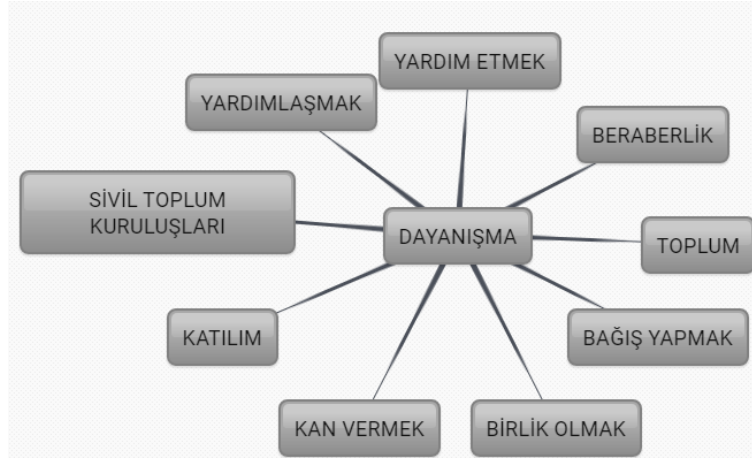 YARDIM ETMEK
YARDIMLAŞMAK
BERABERLİK
SİVİL TOPLUM
KURULUŞLARI
DAYANIŞMA
TOPLUM
KATILIM
BAĞIŞ YAPMAK
KAN VERMEK
BİRLİK OLMAK